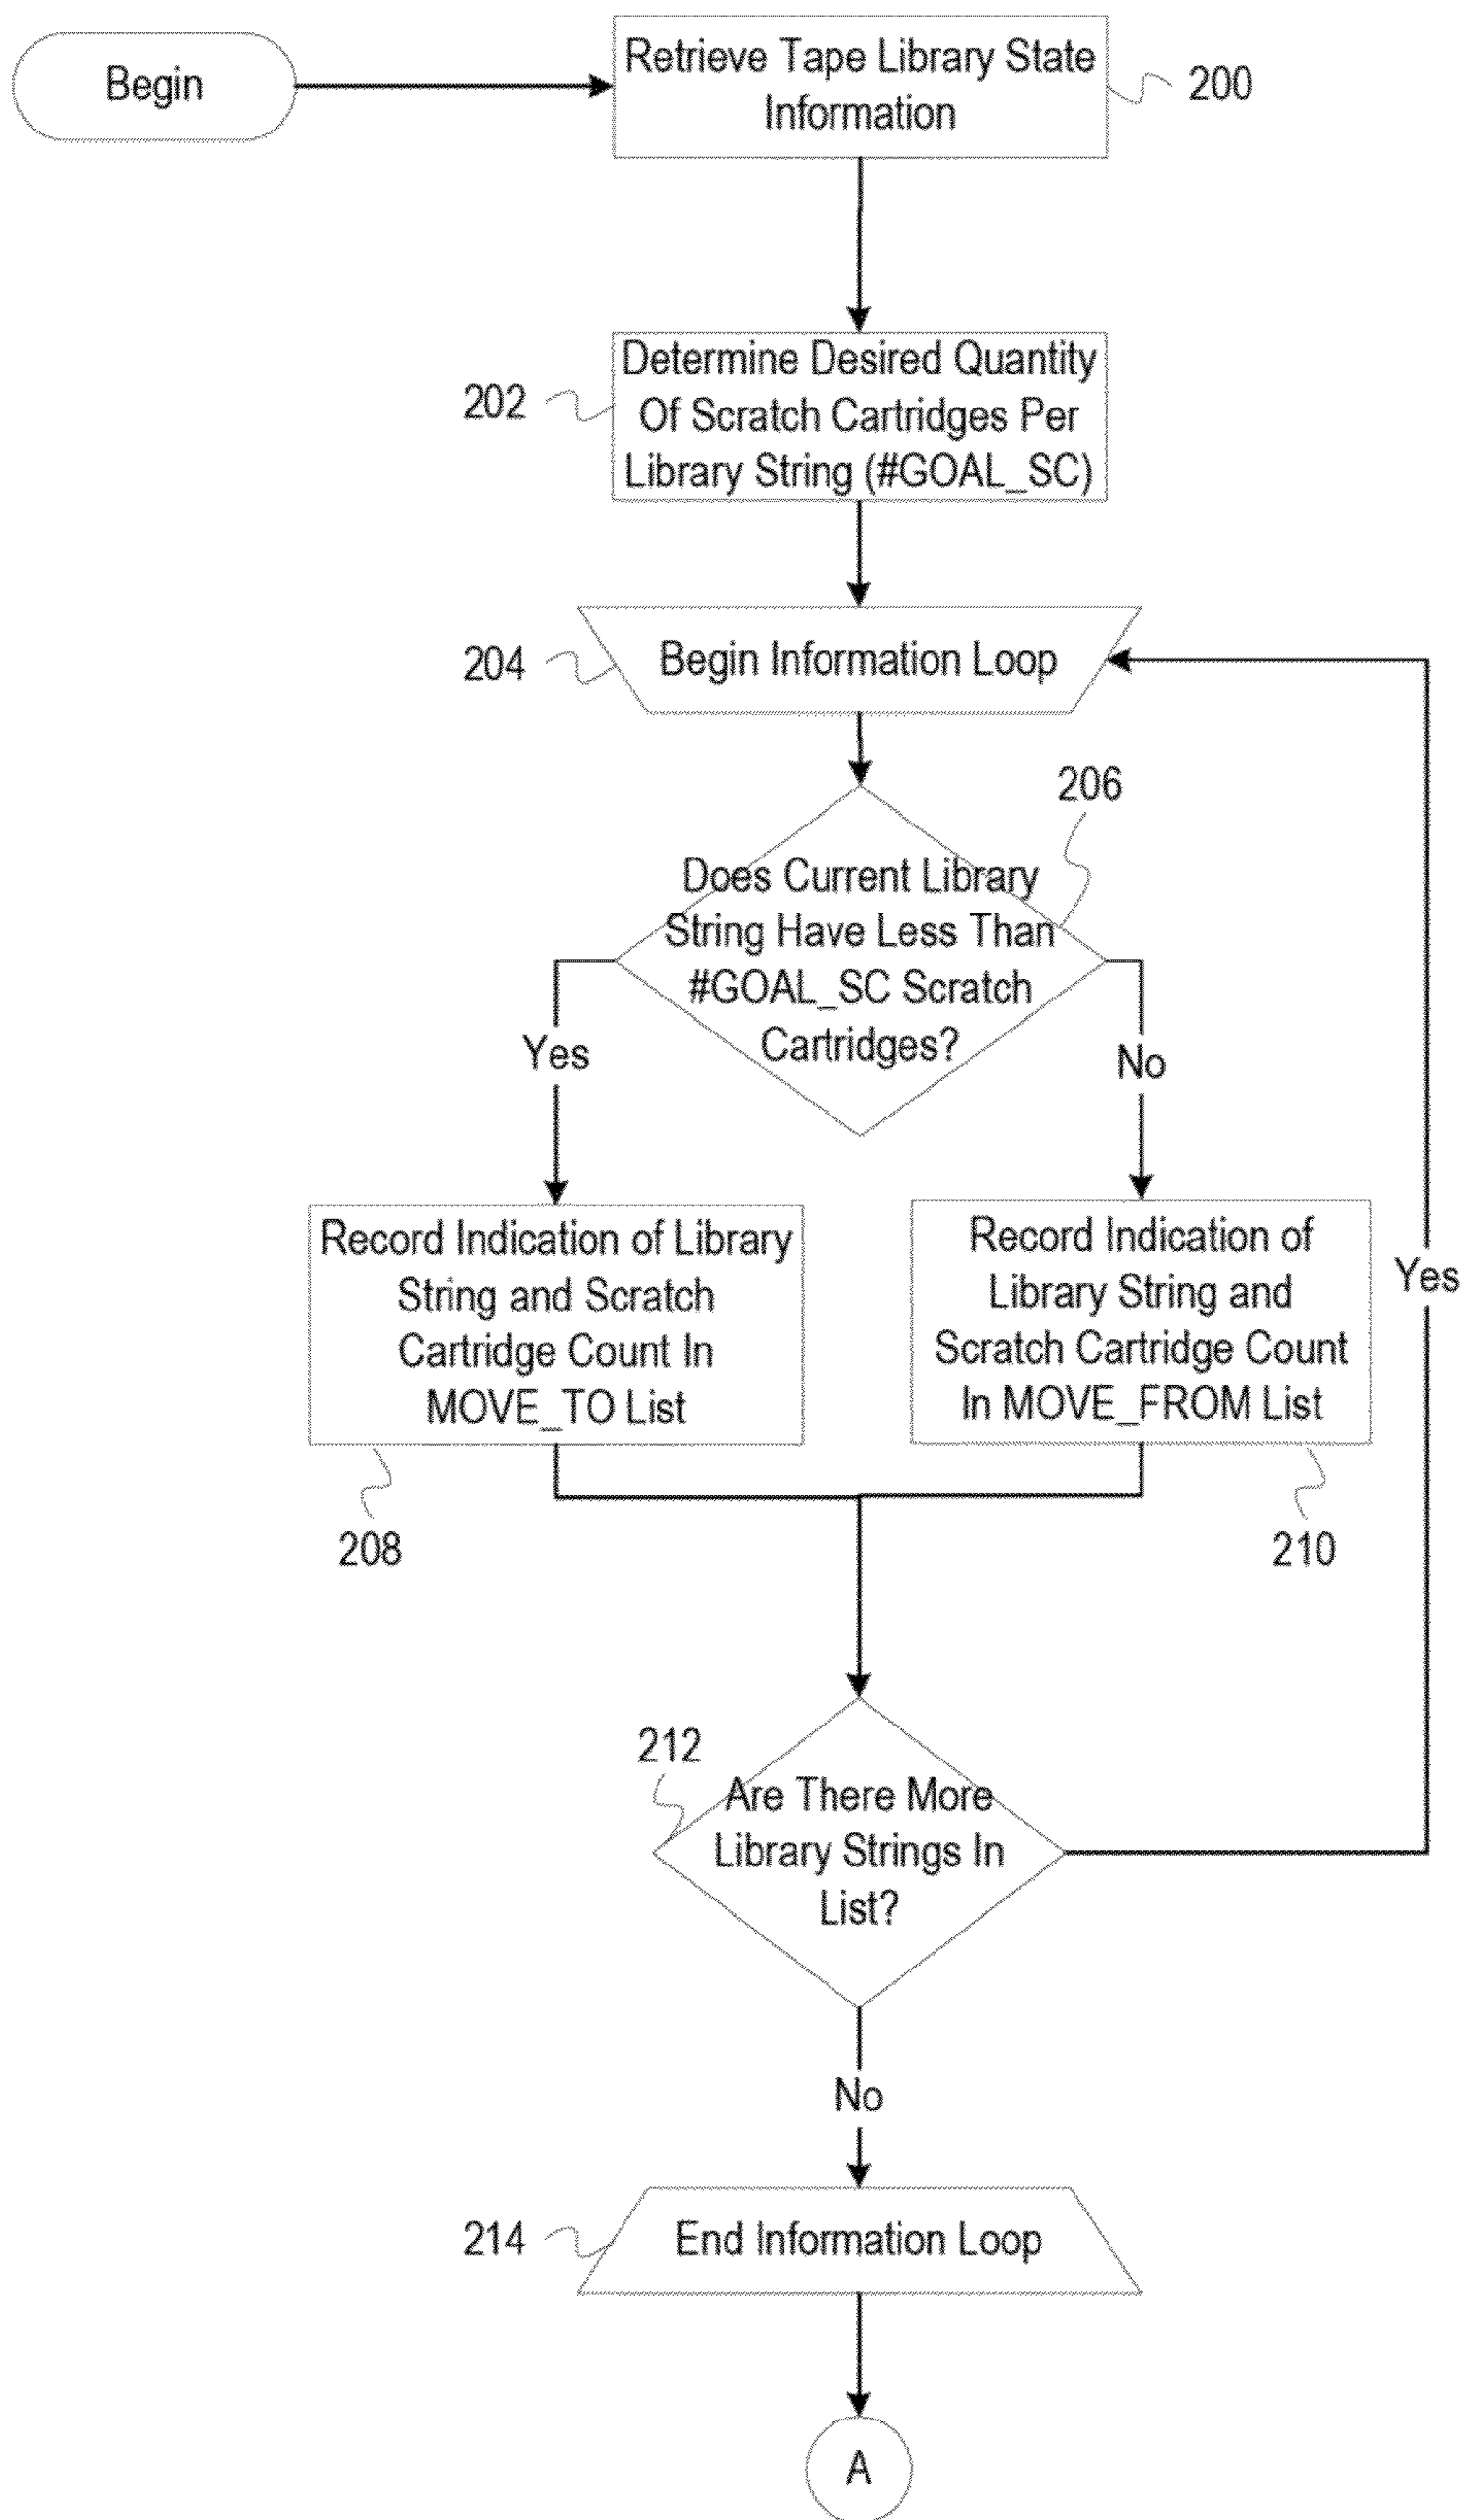 Begin
Retrieve Tape Library State
Information
200
Determine Desired Quantity
Of Scratch Cartridges Per
Library String (#GOAL_SC)
202
Begin Information Loop
204
206
Does Current Library
String Have Less Than
#GOAL_SC Scratch
Cartridges?
Yes
No
Record Indication of Library
String and Scratch
Cartridge Count In
MOVE_TO List
Record Indication of
Library String and
Scratch Cartridge Count
In MOVE_FROM List
Yes
208
210
212
Are There More
Library Strings In
List?
No
214
End Information Loop
A